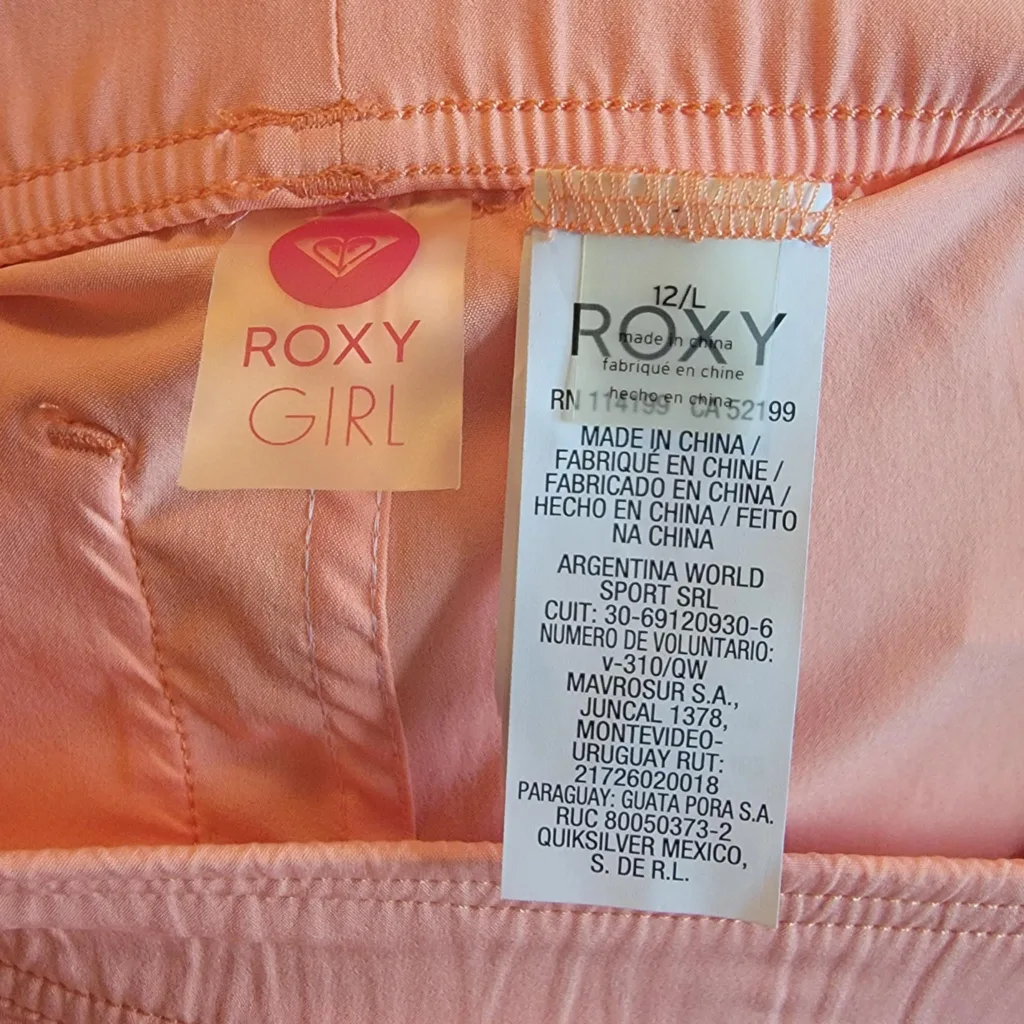 ROXY
GIRL
12/L
ROXY
made in china
fabriqué en chine
hecho en china
RN 114199 CA 52199
MADE IN CHINA /
FABRIQUÉ EN CHINE /
FABRICADO EN CHINA /
HECHO EN CHINA / FEITO
NA CHINA
ARGENTINA WORLD
SPORT SRL
CUIT: 30-69120930-6
NUMERO DE VOLUNTARIO:
v-310/QW
MAVROSUR S.A.,
JUNCAL 1378,
MONTEVIDEO-
URUGUAY RUT:
21726020018
PARAGUAY: GUATA PORA S.A.
RUC 80050373-2
QUIKSILVER MEXICO,
S. DE R.L.